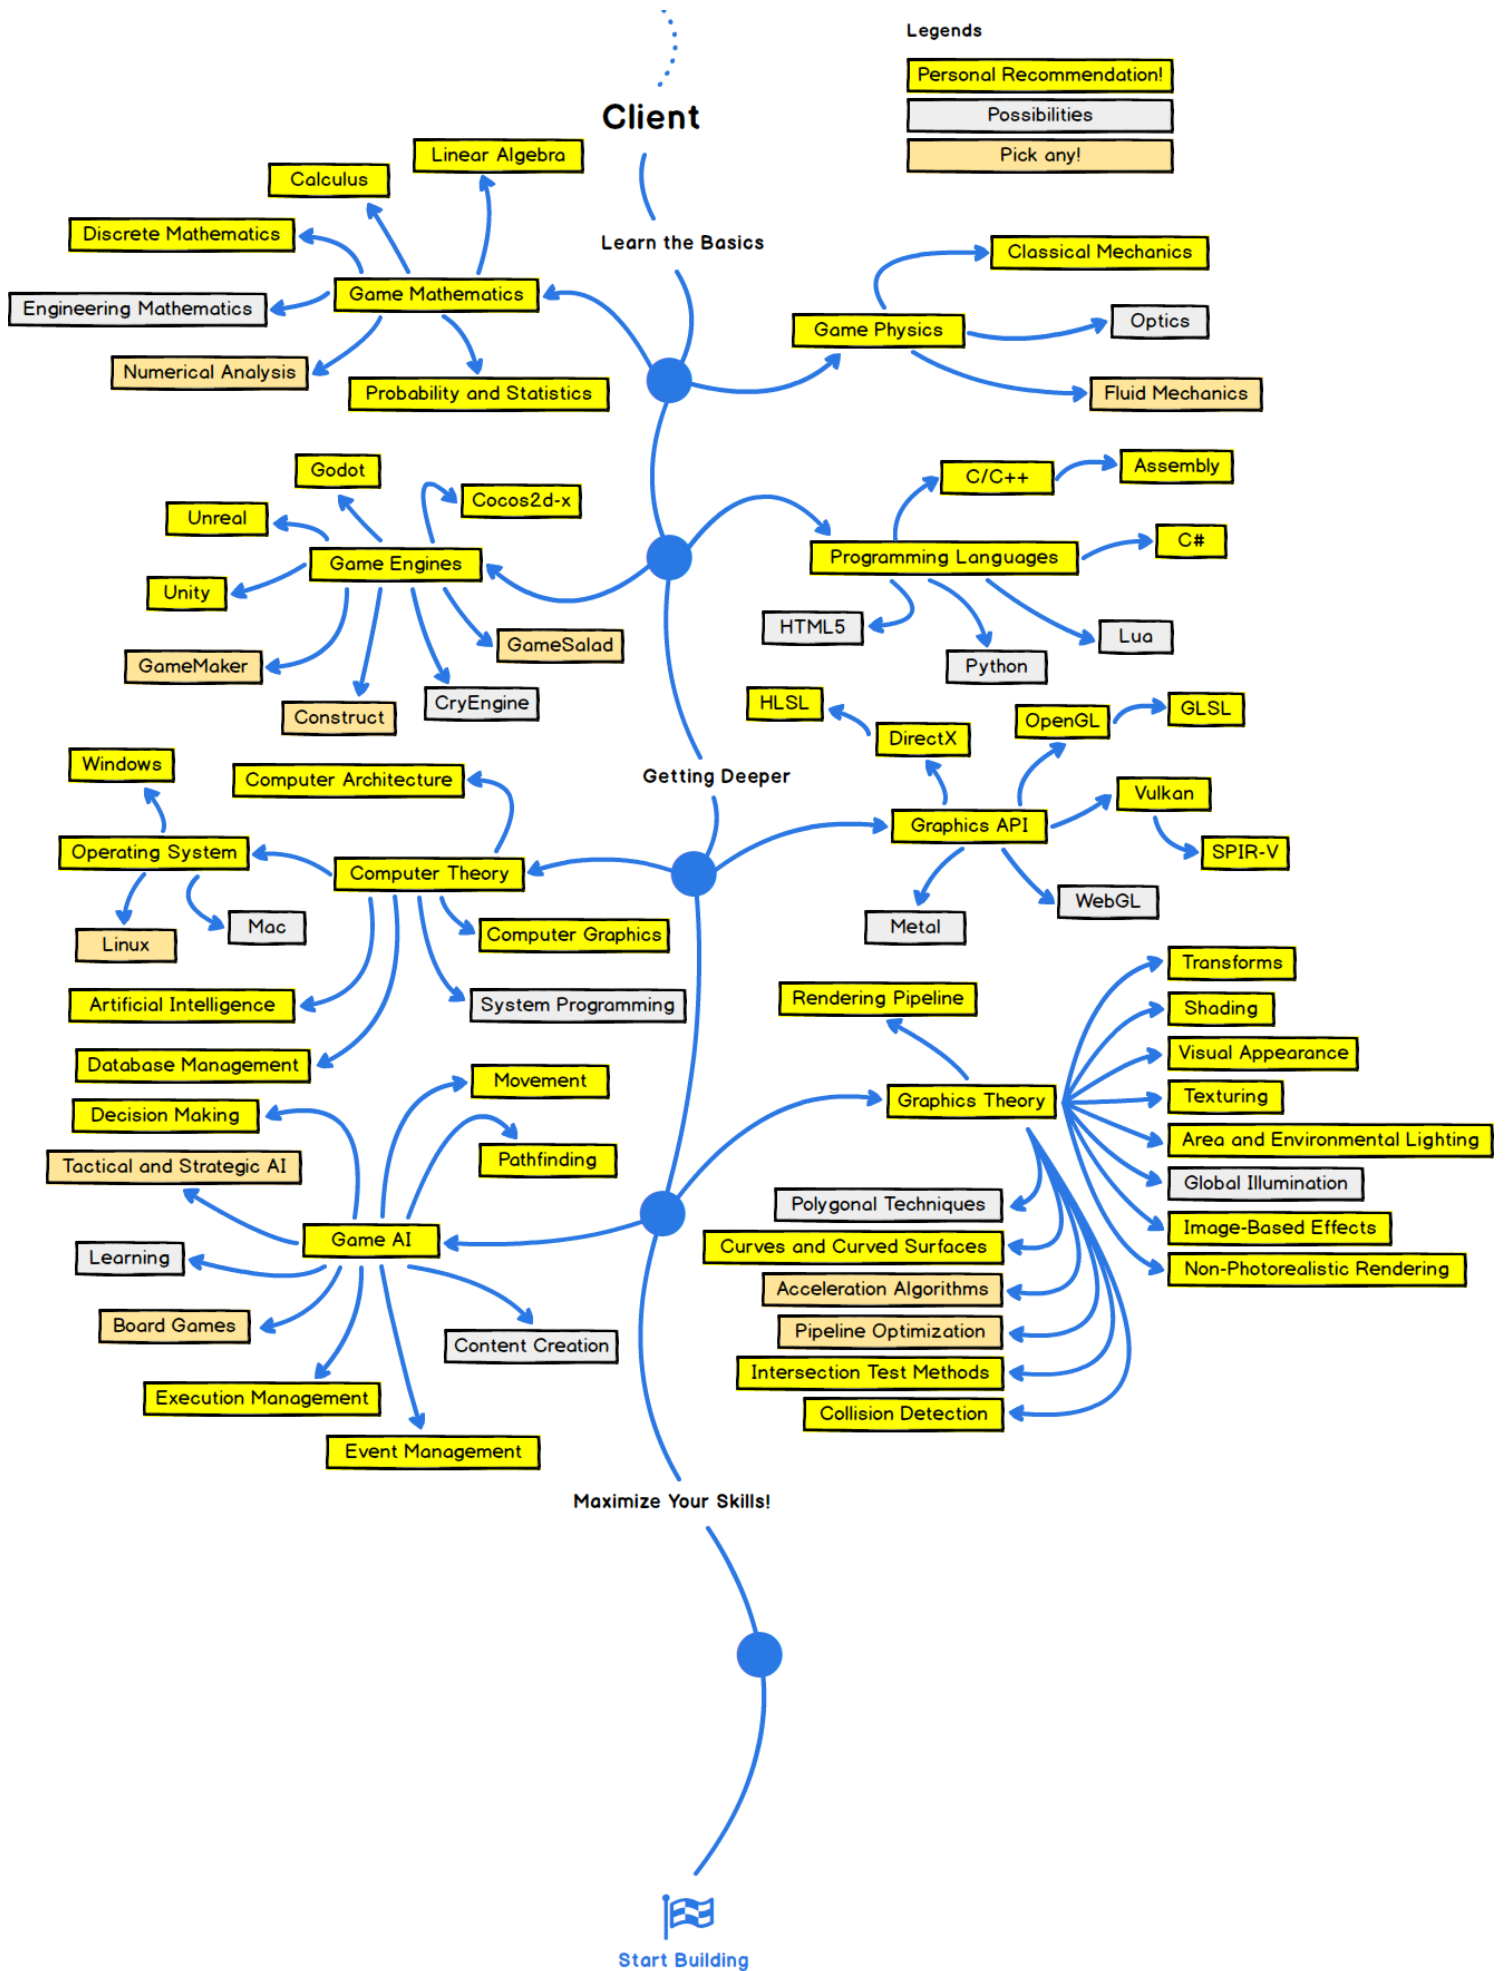 Legends
Personal Recommendation!
Possibilities
Pick any!
Client
Linear Algebra
Calculus
Discrete Mathematics
Learn the Basics
Classical Mechanics
Engineering Mathematics
Game Mathematics
Game Physics
Optics
Numerical Analysis
Probability and Statistics
Fluid Mechanics
Godot
Cocos2d-x
Unreal
Game Engines
Unity
GameMaker
GameSalad
Construct
CryEngine
C/C++
Assembly
C#
Programming Languages
HTML5
Python
Lua
Getting Deeper
HLSL
DirectX
OpenGL
GLSL
Vulkan
Graphics API
SPIR-V
WebGL
Metal
Windows
Computer Architecture
Operating System
Computer Theory
Mac
Linux
Computer Graphics
Artificial Intelligence
System Programming
Database Management
Rendering Pipeline
Transforms
Shading
Visual Appearance
Graphics Theory
Texturing
Area and Environmental Lighting
Global Illumination
Image-Based Effects
Non-Photorealistic Rendering
Polygonal Techniques
Curves and Curved Surfaces
Acceleration Algorithms
Pipeline Optimization
Intersection Test Methods
Collision Detection
Movement
Decision Making
Pathfinding
Tactical and Strategic AI
Game AI
Learning
Board Games
Content Creation
Execution Management
Event Management
Maximize Your Skills!
Start Building